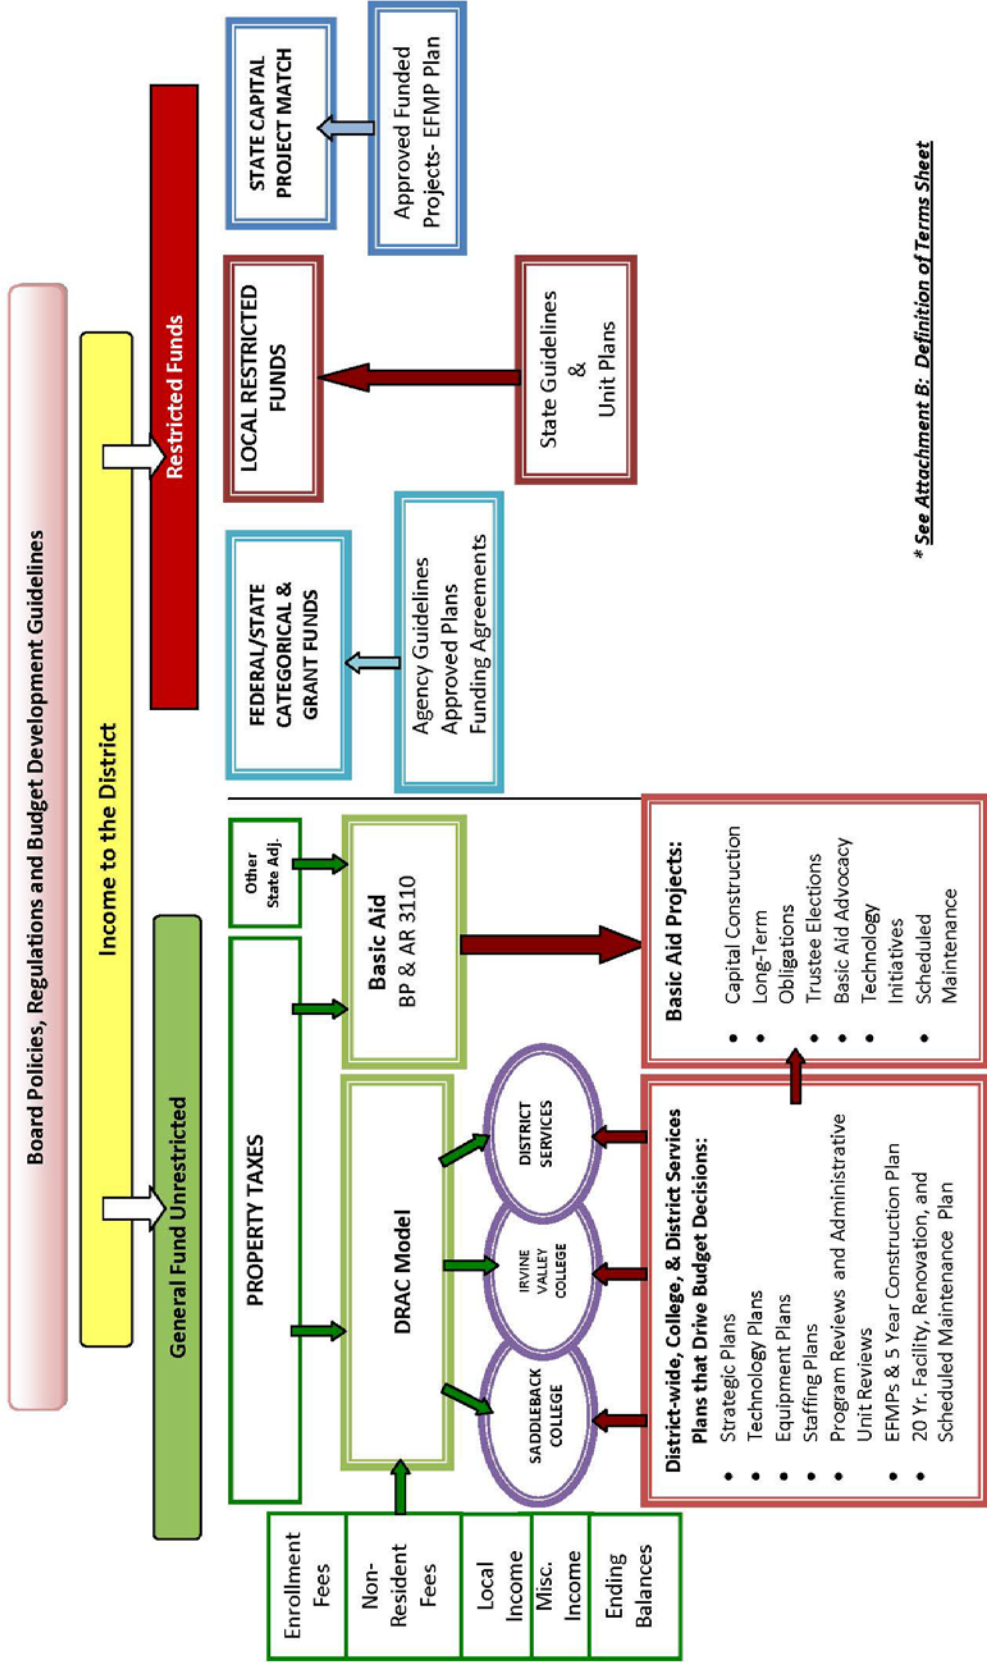 Board Policies, Regulations and Budget Development Guidelines
Income to the District
General Fund Unrestricted
Restricted Funds
PROPERTY TAXES
Other
State Adj.
Enrollment
Fees
Non-
Resident
Fees
Local
Income
Misc.
Income
Ending
Balances
DRAC Model
Basic Aid
BP & AR 3110
SADDLEBACK
COLLEGE
IRVINE
VALLEY
COLLEGE
DISTRICT
SERVICES
District-wide, College, & District Services
Plans that Drive Budget Decisions:
• Strategic Plans
• Technology Plans
• Equipment Plans
• Staffing Plans
• Program Reviews and Administrative
Unit Reviews
• EFMPs & 5 Year Construction Plan
• 20 Yr. Facility, Renovation, and
Scheduled Maintenance Plan
Basic Aid Projects:
• Capital Construction
• Long-Term
Obligations
• Trustee Elections
• Basic Aid Advocacy
• Technology
Initiatives
• Scheduled
Maintenance
FEDERAL/STATE
CATEGORICAL &
GRANT FUNDS
Agency Guidelines
Approved Plans
Funding Agreements
LOCAL RESTRICTED
FUNDS
State Guidelines
&
Unit Plans
STATE CAPITAL
PROJECT MATCH
Approved Funded
Projects- EFMP Plan
* See Attachment B: Definition of Terms Sheet